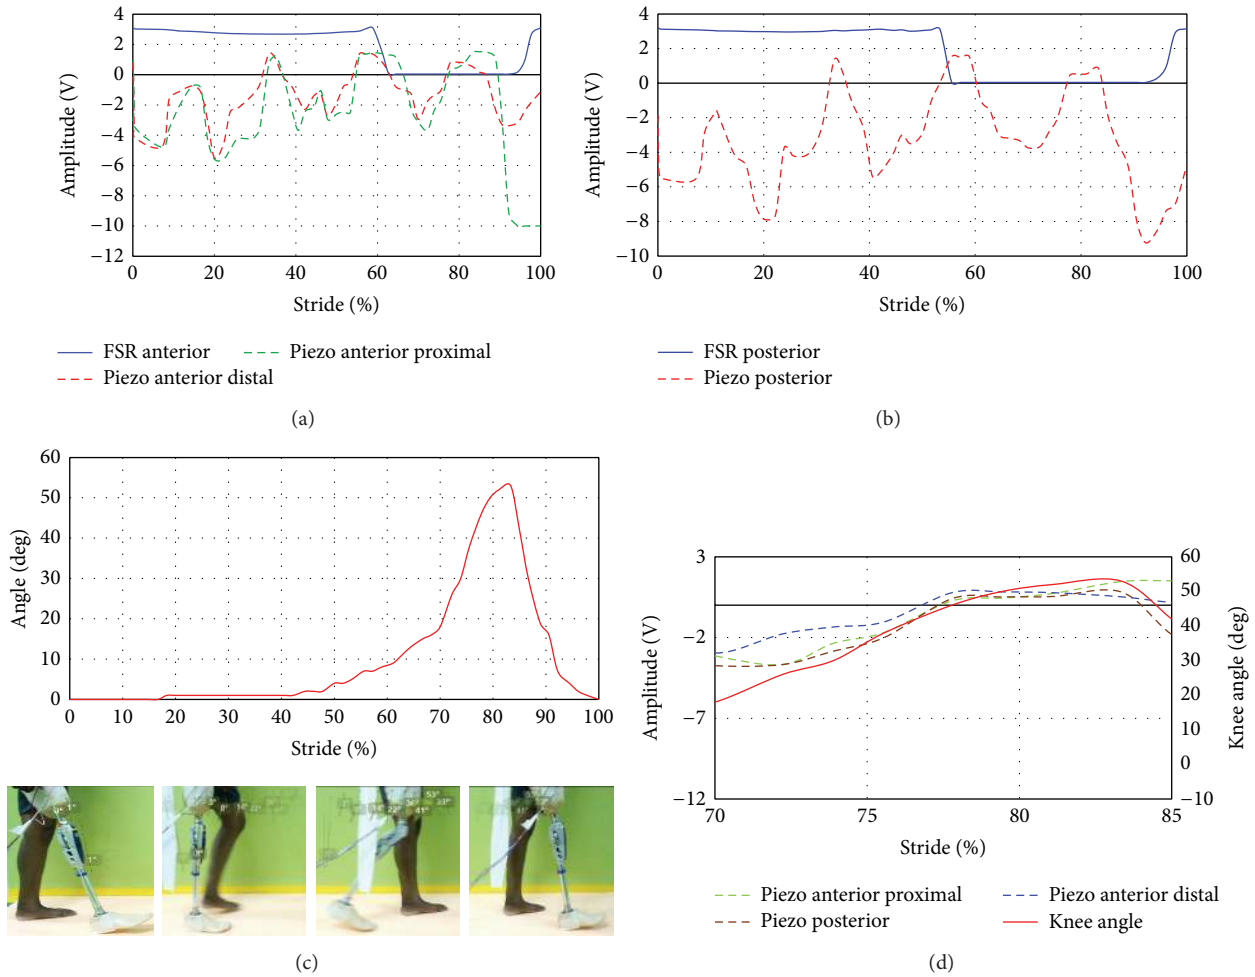 4
2
0
−2
−4
−6
−8
−10
−12
Amplitude (V)
0 20 40 60 80 100
Stride (%)
FSR anterior
Piezo anterior proximal
Piezo anterior distal
(a)
4
2
0
−2
−4
−6
−8
−10
Amplitude (V)
0 20 40 60 80 100
Stride (%)
FSR posterior
Piezo posterior
(b)
60
50
40
30
20
10
0
Angle (deg)
0 10 20 30 40 50 60 70 80 90 100
Stride (%)
53°
33°
22°
41°
(c)
3
−2
−7
−12
Amplitude (V)
60
50
40
30
20
10
0
−10
Knee angle (deg)
70 75 80 85
Stride (%)
Piezo anterior proximal
Piezo anterior distal
Piezo posterior
Knee angle
(d)